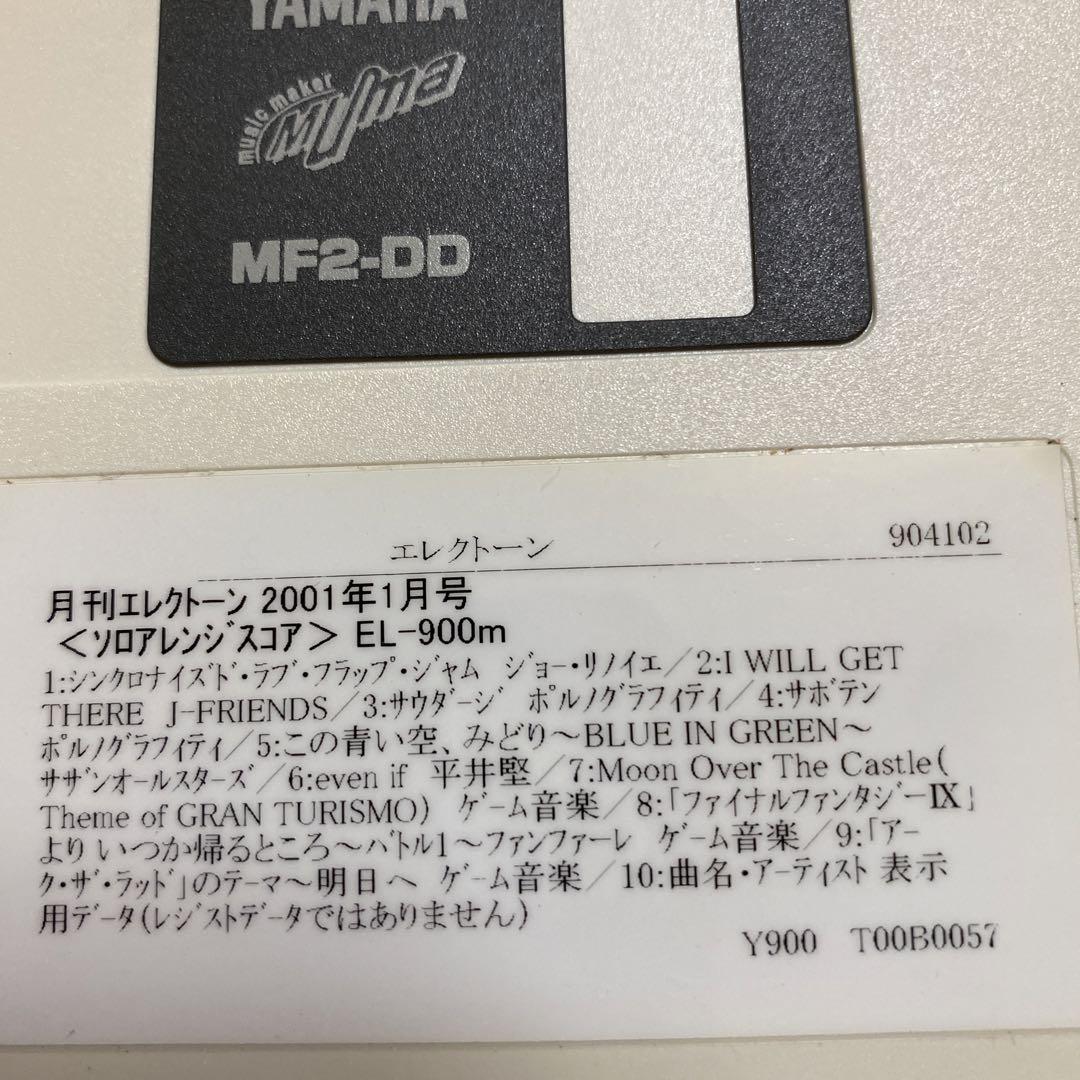 YAMAHA
music maker
MUma
MF2-DD
エレクトーン 904102
月刊ｴﾚｸﾄｰﾝ 2001年1月号
＜ｿﾛｱﾚﾝｼﾞｽｺｱ＞ EL-900m
1:ｼﾝｸﾛﾅｲｽﾞﾄﾞ･ﾗﾌﾞ･ﾌﾗｯﾌﾟ･ｼﾞｬﾑ ｼﾞｮｰ･ﾘﾉｲｴ／2:I WILL GET
THERE J-FRIENDS／3:ｻｳﾀﾞｰｼﾞ ﾎﾟﾙﾉｸﾞﾗﾌｨﾃｨ／4:ｻﾎﾞﾃﾝ
ﾎﾟﾙﾉｸﾞﾗﾌｨﾃｨ／5:この青い空、みどり～BLUE IN GREEN～
ｻｻﾞﾝｵｰﾙｽﾀｰｽﾞ／6:even if 平井堅／7:Moon Over The Castle(
Theme of GRAN TURISMO) ｹﾞｰﾑ音楽／8:｢ﾌｧｲﾅﾙﾌｧﾝﾀｼﾞｰⅨ｣
より いつか帰るところ～ﾊﾞﾄﾙ1～ﾌｧﾝﾌｧｰﾚ ｹﾞｰﾑ音楽／9:｢ｱｰ
ｸ･ｻﾞ･ﾗｯﾄﾞ｣のﾃｰﾏ～明日へ ｹﾞｰﾑ音楽／10:曲名･ｱｰﾃｨｽﾄ 表示
用ﾃﾞｰﾀ(ﾚｼﾞｽﾄﾃﾞｰﾀではありません)
Y900 T00B0057